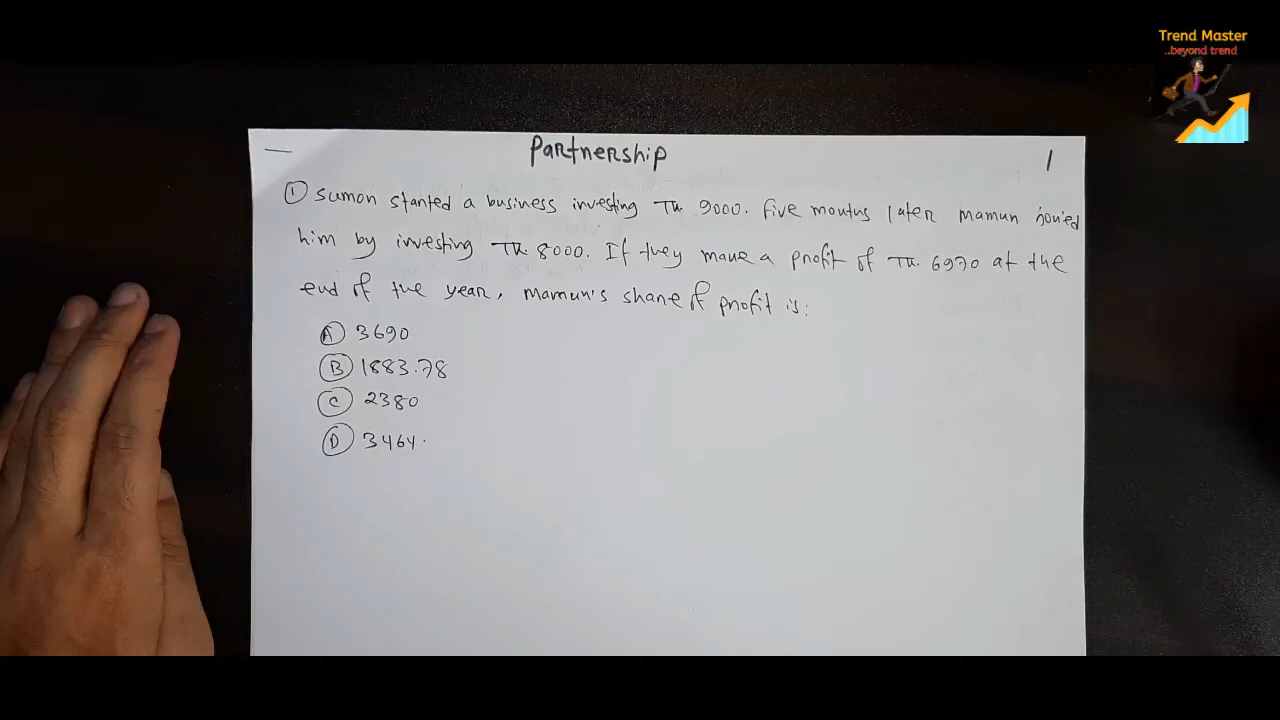 Trend Master
..beyond trend
Partnership
1
① Sumon started a business investing Tk. 9000. Five months later Mamun joined
him by investing Tk. 8000. If they make a profit of Tk. 6970 at the
end of the year, Mamun's share of profit is:
Ⓐ 3690
Ⓑ 1883.78
Ⓒ 2380
Ⓓ 3464.